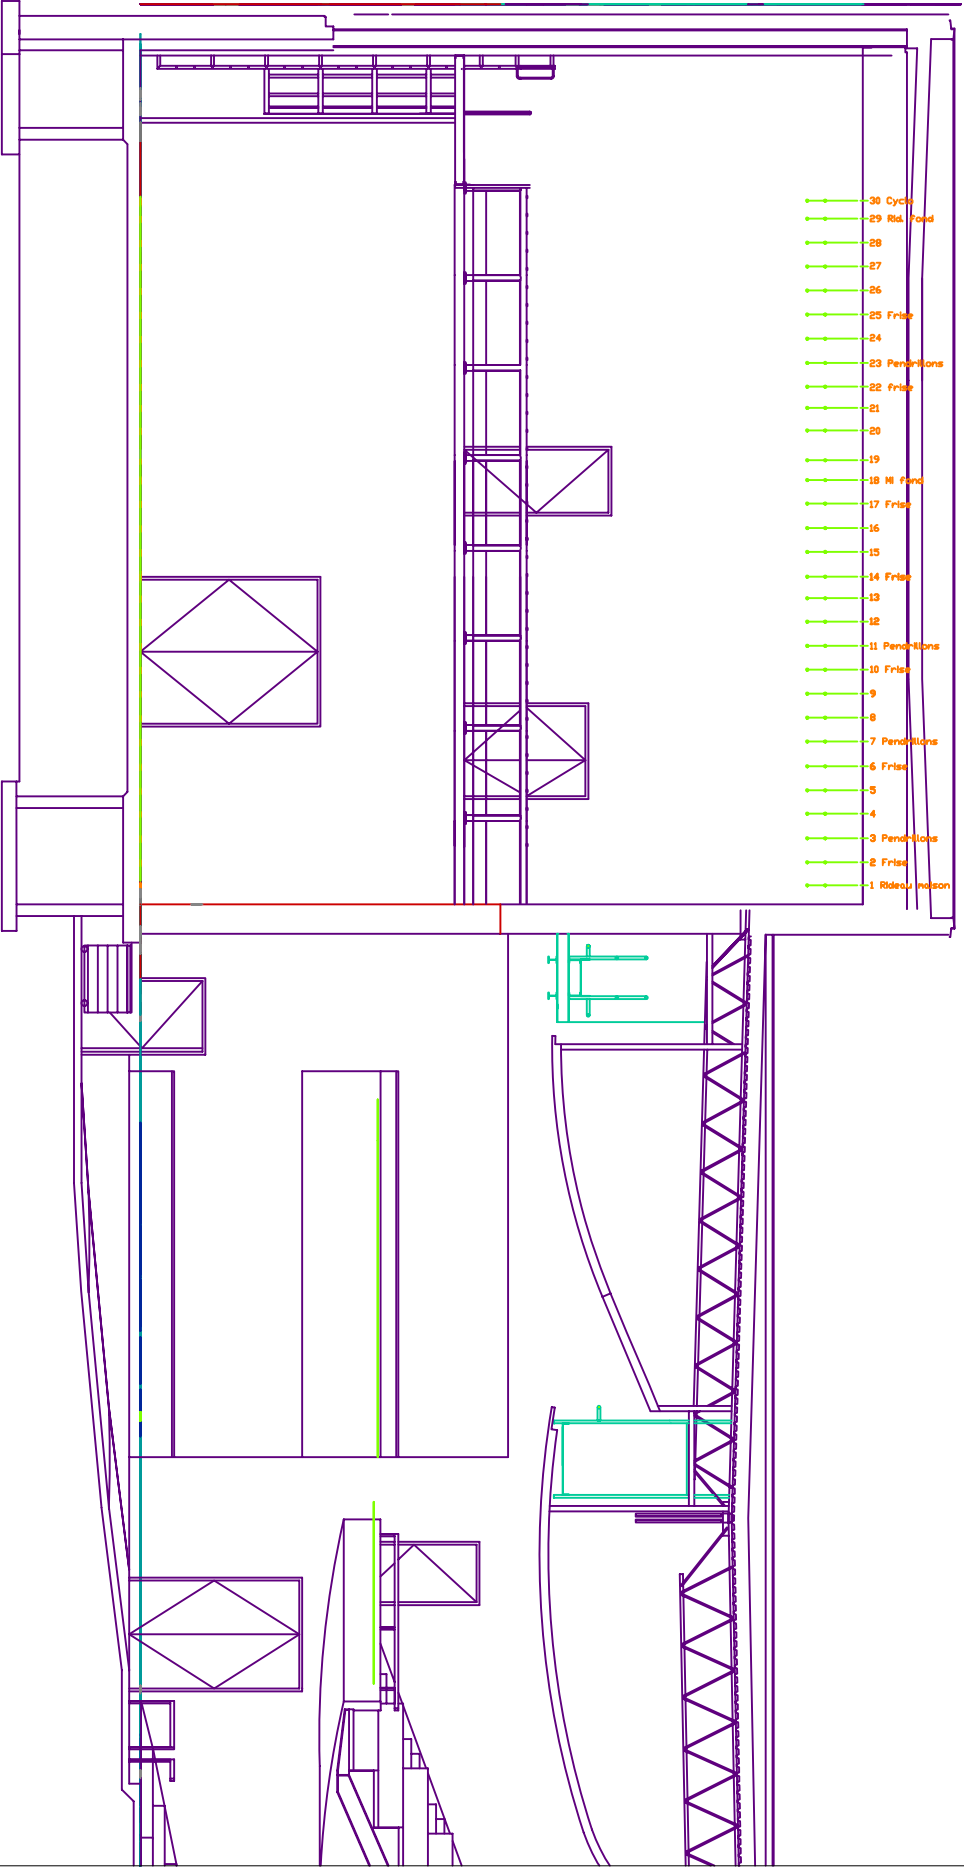 30 Cyclo
29 Rid. fond
28
27
26
25 Frise
24
23 Pendrillons
22 frise
21
20
19
18 Mi fond
17 Frise
16
15
14 Frise
13
12
11 Pendrillons
10 Frise
9
8
7 Pendrillons
6 Frise
5
4
3 Pendrillons
2 Frise
1 Rideau maison